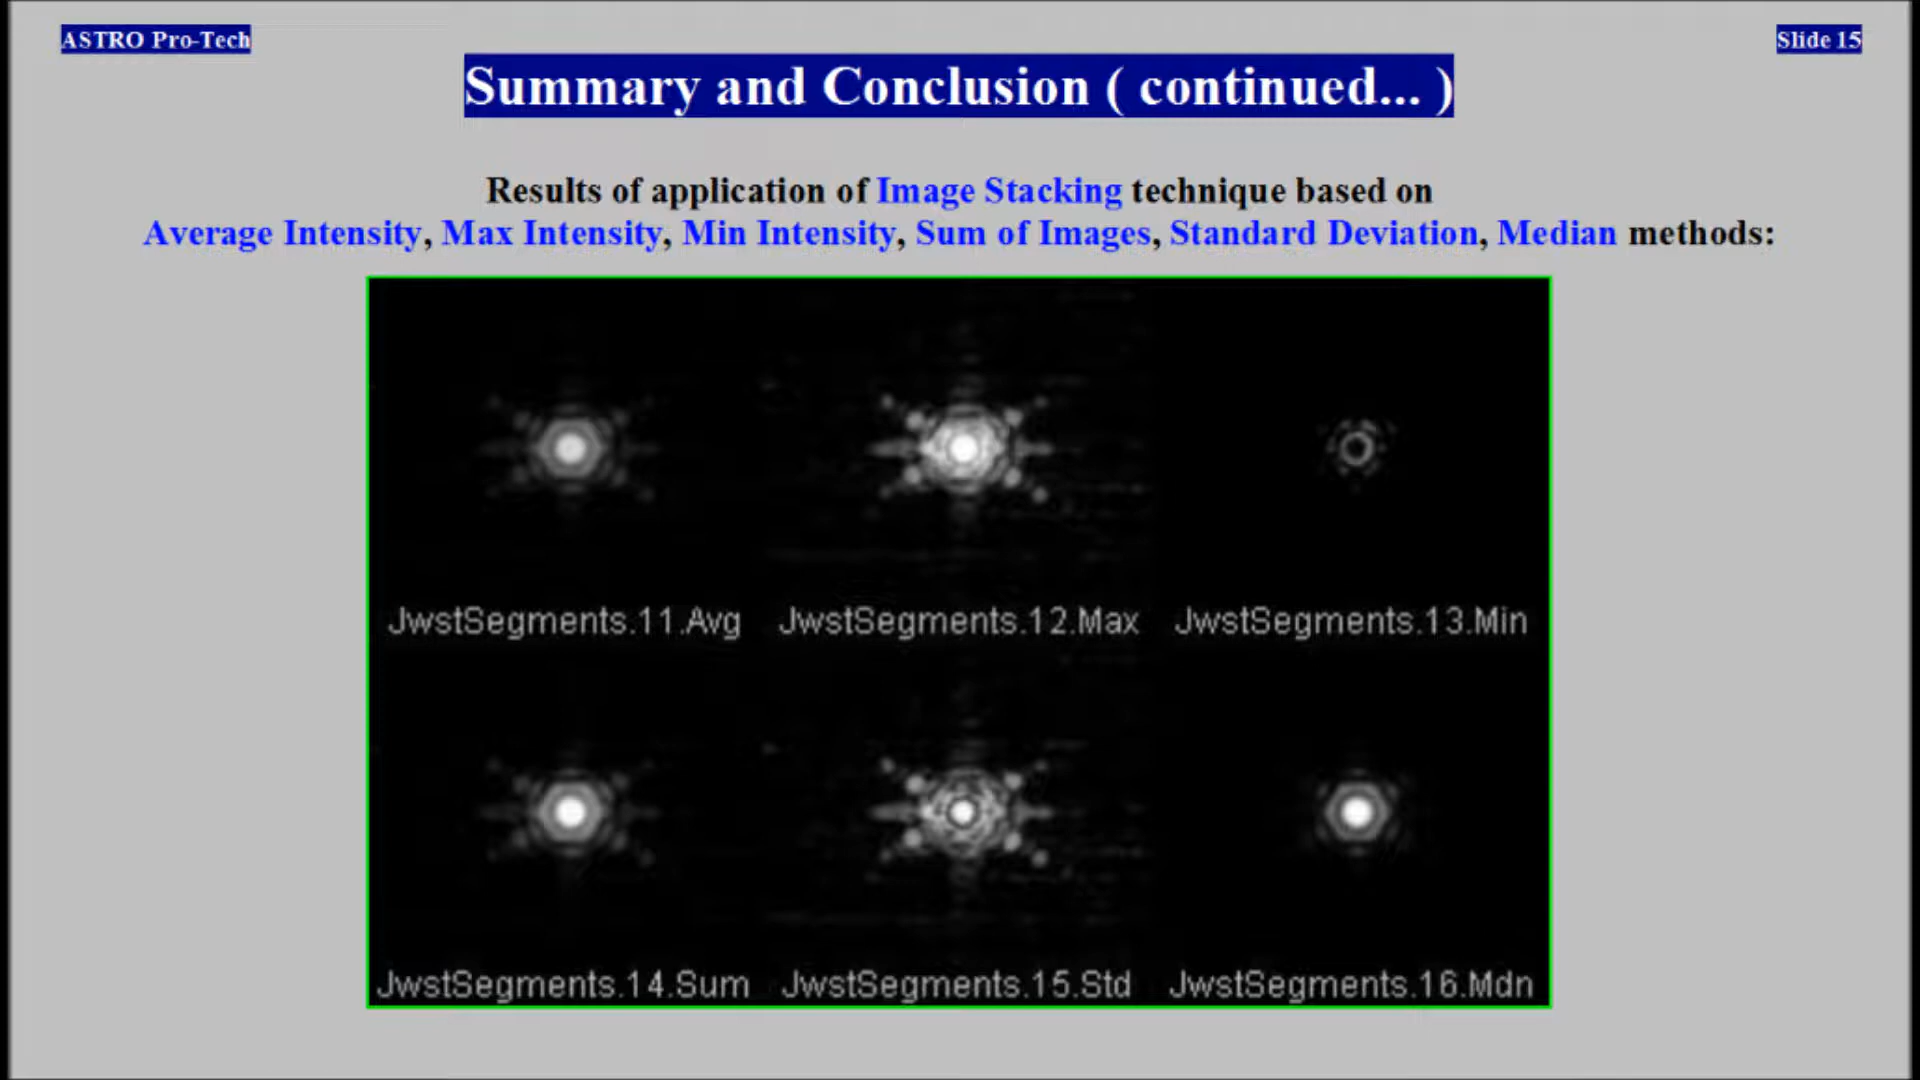 ASTRO Pro-Tech
Slide 15
Summary and Conclusion ( continued... )
Results of application of Image Stacking technique based on
Average Intensity, Max Intensity, Min Intensity, Sum of Images, Standard Deviation, Median methods:
JwstSegments.11.Avg
JwstSegments.12.Max
JwstSegments.13.Min
JwstSegments.14.Sum
JwstSegments.15.Std
JwstSegments.16.Mdn